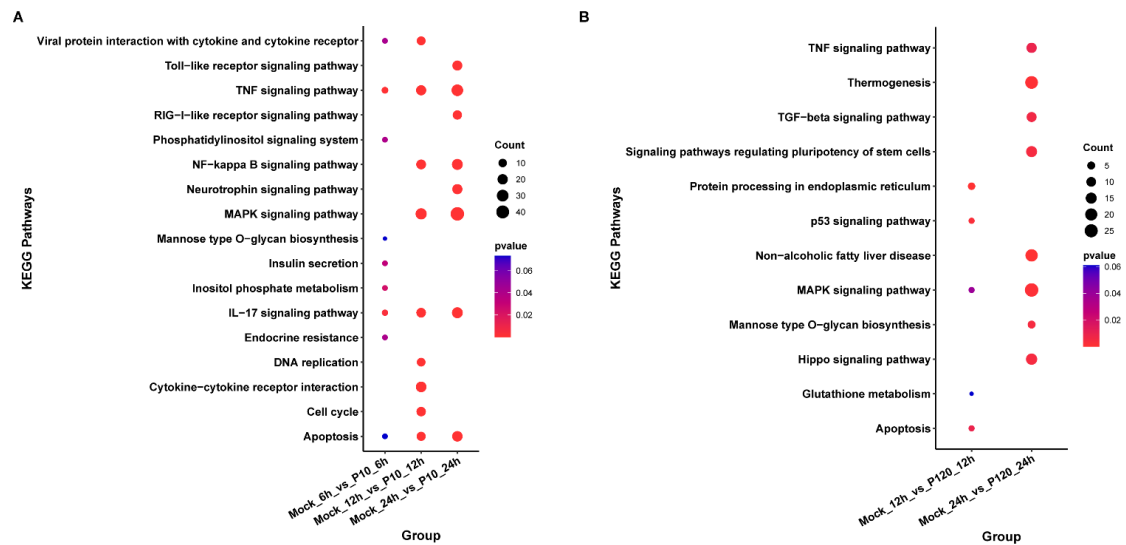 A
KEGG Pathways
Viral protein interaction with cytokine and cytokine receptor
Toll−like receptor signaling pathway
TNF signaling pathway
RIG−I−like receptor signaling pathway
Phosphatidylinositol signaling system
NF−kappa B signaling pathway
Neurotrophin signaling pathway
MAPK signaling pathway
Mannose type O−glycan biosynthesis
Insulin secretion
Inositol phosphate metabolism
IL−17 signaling pathway
Endocrine resistance
DNA replication
Cytokine−cytokine receptor interaction
Cell cycle
Apoptosis
Mock_6h_vs_P10_6h
Mock_12h_vs_P10_12h
Mock_24h_vs_P10_24h
Group
Count
10
20
30
40
pvalue
0.06
0.04
0.02
B
KEGG Pathways
TNF signaling pathway
Thermogenesis
TGF−beta signaling pathway
Signaling pathways regulating pluripotency of stem cells
Protein processing in endoplasmic reticulum
p53 signaling pathway
Non−alcoholic fatty liver disease
MAPK signaling pathway
Mannose type O−glycan biosynthesis
Hippo signaling pathway
Glutathione metabolism
Apoptosis
Mock_12h_vs_P120_12h
Mock_24h_vs_P120_24h
Group
Count
5
10
15
20
25
pvalue
0.06
0.04
0.02